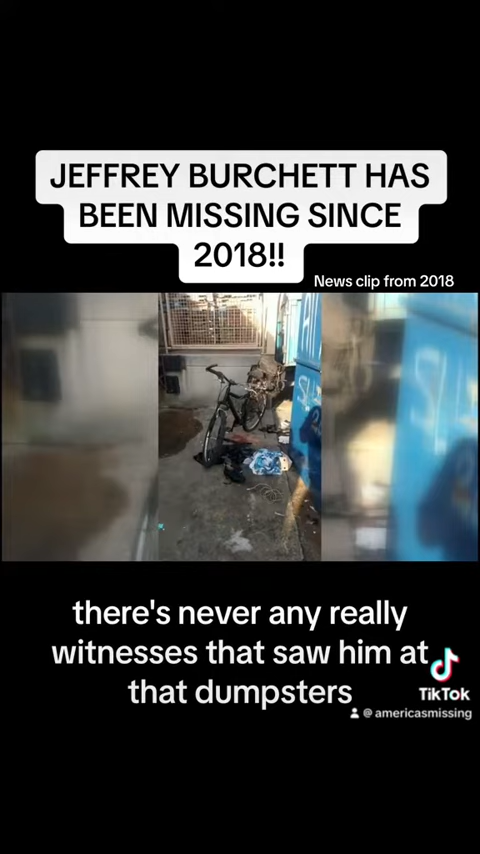 JEFFREY BURCHETT HAS
BEEN MISSING SINCE
2018!!
News clip from 2018
there's never any really
witnesses that saw him at
that dumpsters
TikTok
@ americasmissing